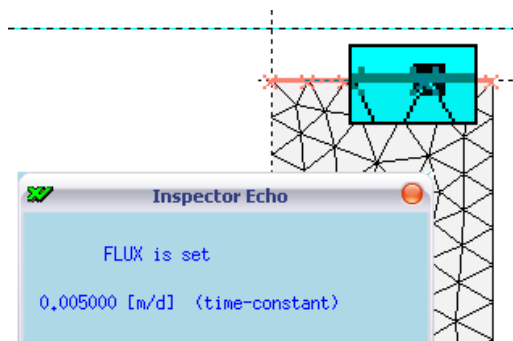 Inspector Echo
FLUX is set
0.005000 [m/d] (time-constant)